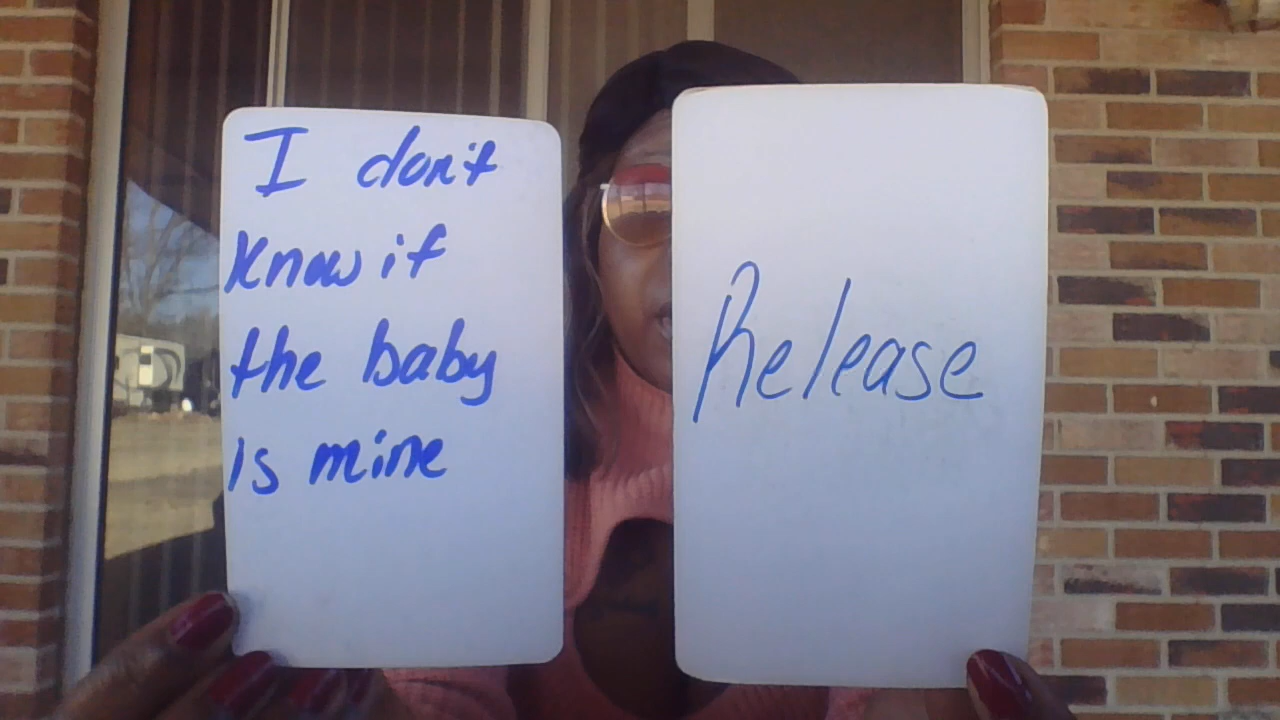 I don't
know if
the baby
is mine
Release